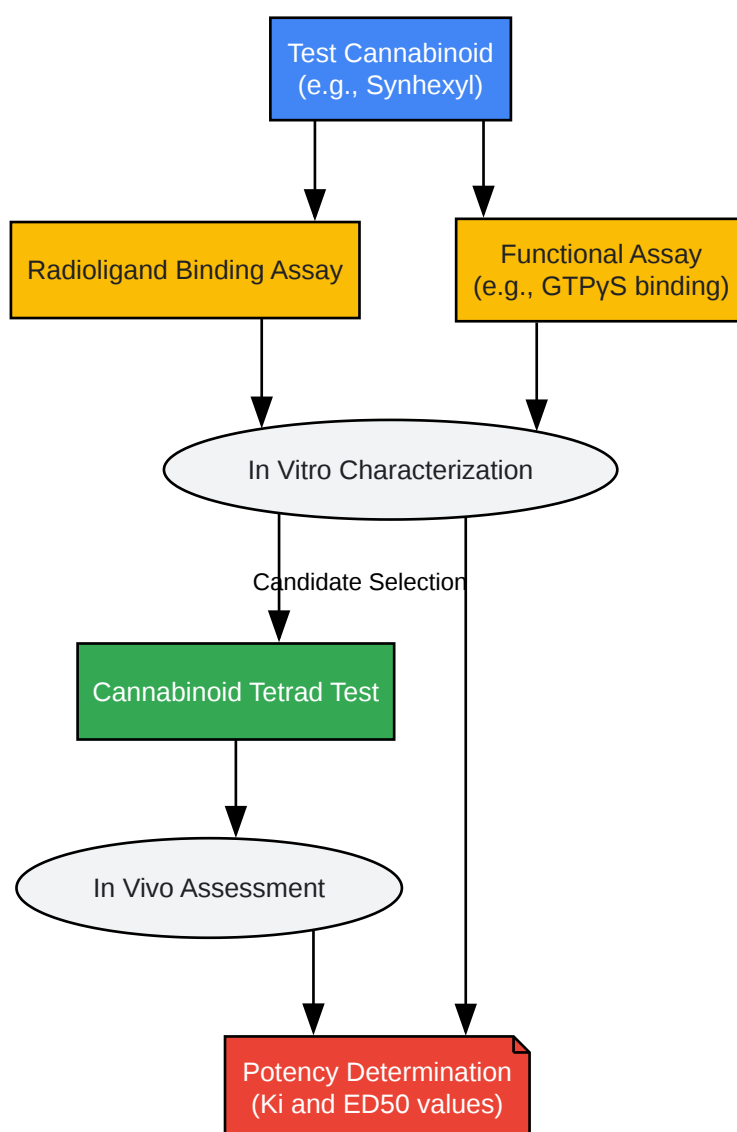 Test Cannabinoid
(e.g., Synhexyl)
Radioligand Binding Assay
Functional Assay
(e.g., GTPγS binding)
In Vitro Characterization
Candidate Selection
Cannabinoid Tetrad Test
In Vivo Assessment
Potency Determination
(Ki and ED50 values)